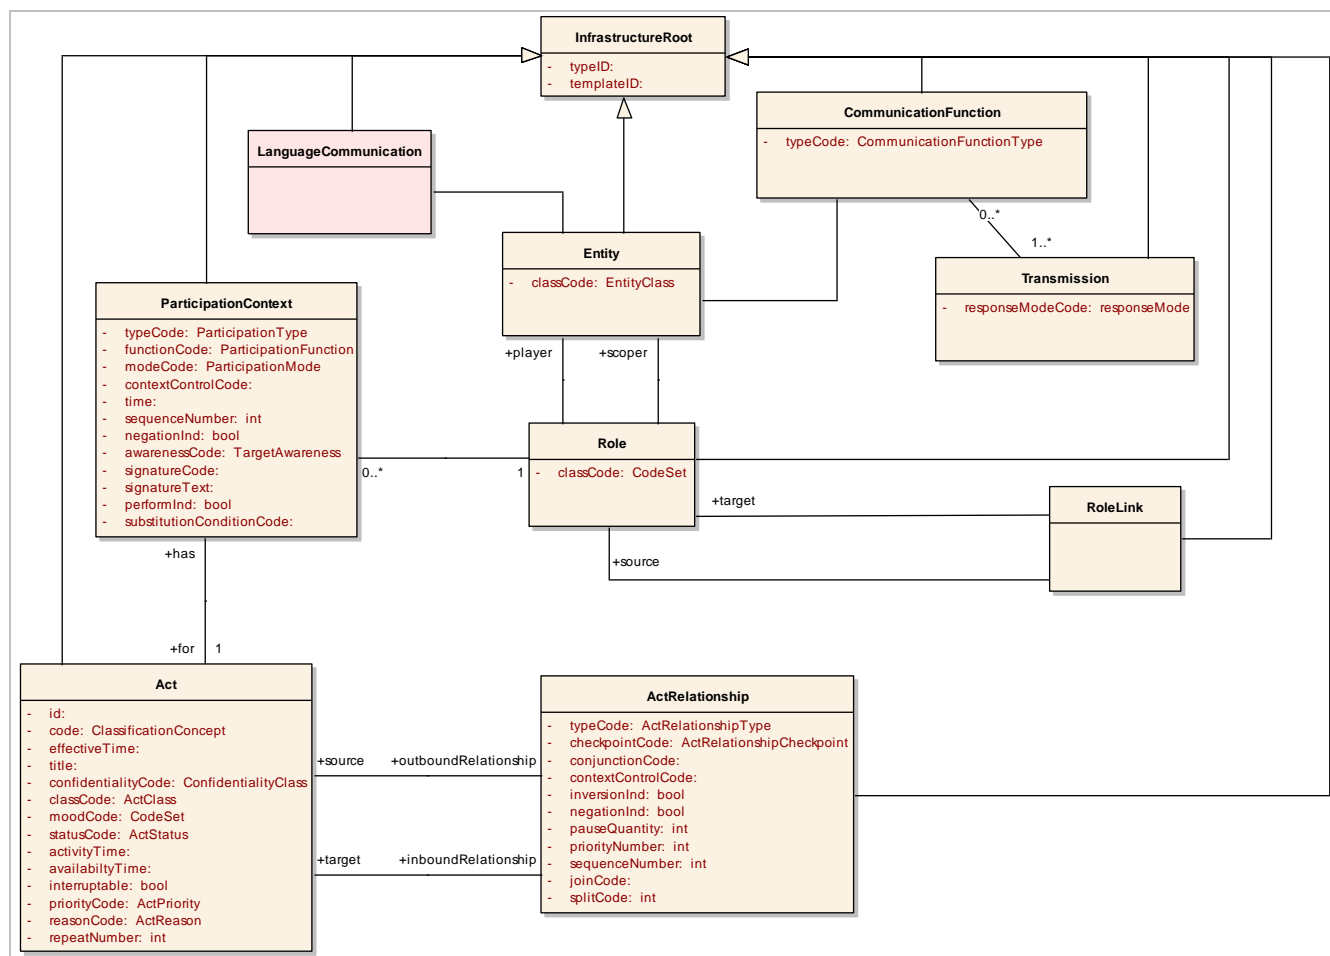 InfrastructureRoot
- typeID:
- templateID:
LanguageCommunication
CommunicationFunction
- typeCode: CommunicationFunctionType
0..*
1..*
Entity
- classCode: EntityClass
Transmission
- responseModeCode: responseMode
ParticipationContext
- typeCode: ParticipationType
- functionCode: ParticipationFunction
- modeCode: ParticipationMode
- contextControlCode:
- time:
- sequenceNumber: int
- negationInd: bool
- awarenessCode: TargetAwareness
- signatureCode:
- signatureText:
- performInd: bool
- substitutionConditionCode:
+player
+scoper
Role
- classCode: CodeSet
0..*
1
+target
+source
RoleLink
+has
+for
1
Act
- id:
- code: ClassificationConcept
- effectiveTime:
- title:
- confidentialityCode: ConfidentialityClass
- classCode: ActClass
- moodCode: CodeSet
- statusCode: ActStatus
- activityTime:
- availabiltyTime:
- interruptable: bool
- priorityCode: ActPriority
- reasonCode: ActReason
- repeatNumber: int
+source
+outboundRelationship
+target
+inboundRelationship
ActRelationship
- typeCode: ActRelationshipType
- checkpointCode: ActRelationshipCheckpoint
- conjunctionCode:
- contextControlCode:
- inversionInd: bool
- negationInd: bool
- pauseQuantity: int
- priorityNumber: int
- sequenceNumber: int
- joinCode:
- splitCode: int